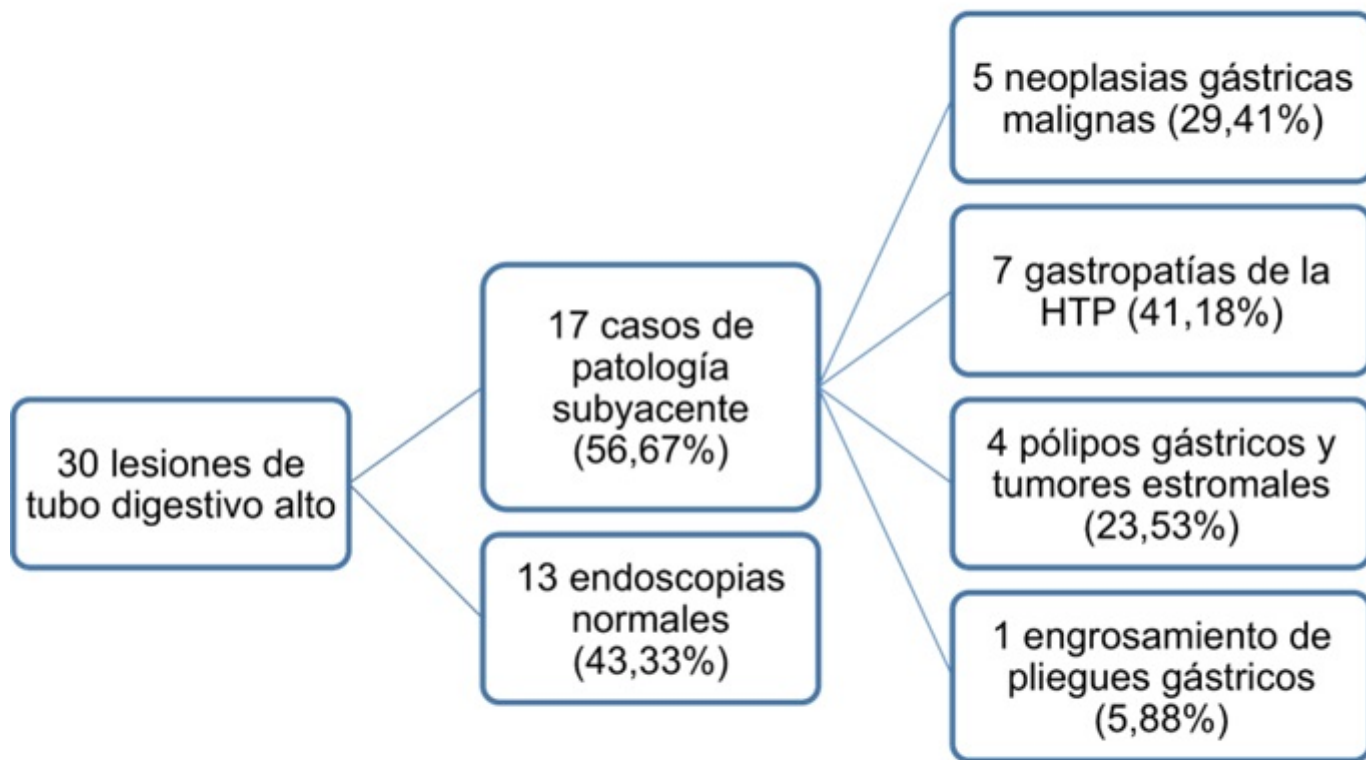 30 lesiones de
tubo digestivo alto
17 casos de
patología
subyacente
(56,67%)
13 endoscopias
normales
(43,33%)
5 neoplasias gástricas
malignas (29,41%)
7 gastropatías de la
HTP (41,18%)
4 pólipos gástricos y
tumores estromales
(23,53%)
1 engrosamiento de
pliegues gástricos
(5,88%)